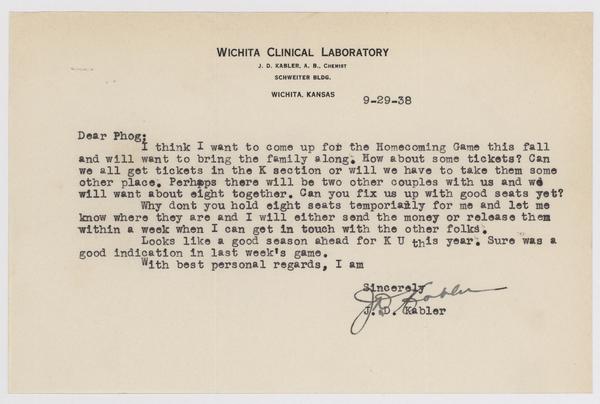 WICHITA CLINICAL LABORATORY
J. D. KABLER, A. B., CHEMIST
SCHWEITER BLDG.
WICHITA, KANSAS
9-29-38
Dear Phog;
I think I want to come up for the Homecoming Game this fall
and will want to bring the family along. How about some tickets? Can
we all get tickets in the K section or will we have to take them some
other place. Perhaps there will be two other couples with us and we
will want about eight together. Can you fix us up with good seats yet?
Why dont you hold eight seats temporially for me and let me
know where they are and I will either send the money or release them
within a week when I can get in touch with the other folks.
Looks like a good season ahead for K U this year. Sure was a
good indication in last week's game.
With best personal regards, I am
Sincerely
J D Kabler
J. D. Kabler